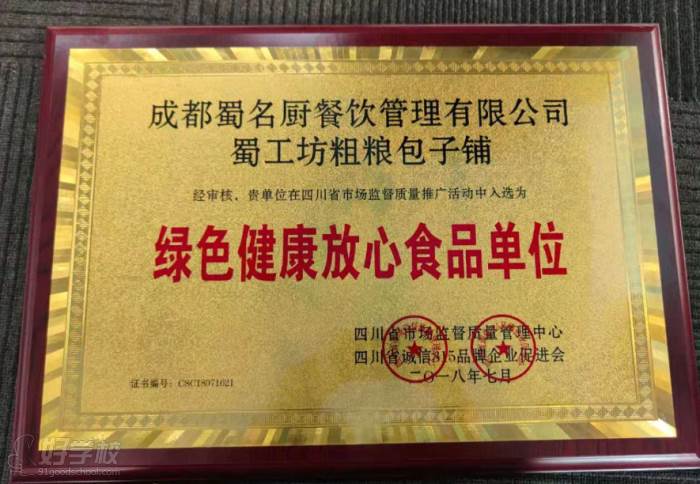 成都蜀名厨餐饮管理有限公司
蜀工坊粗粮包子铺
经审核、贵单位在四川省市场监督质量推广活动中入选为
绿色健康放心食品单位
四川省市场监督质量管理中心
四川省诚信315品牌企业促进会
二〇一八年七月
证书编号：CSC18071021
好学校
91goodschool.com